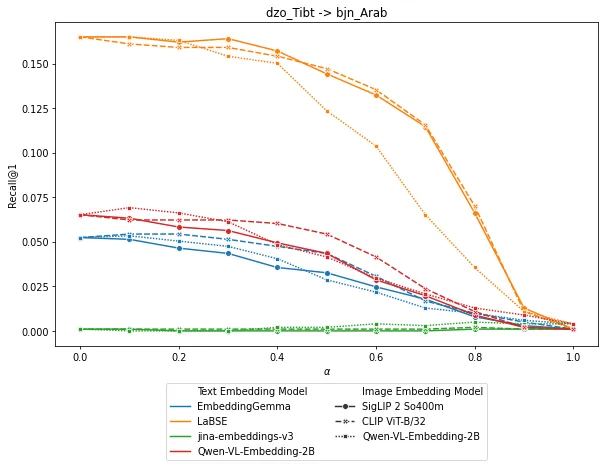 dzo_Tibt -> bjn_Arab
Recall@1
0.150
0.125
0.100
0.075
0.050
0.025
0.000
0.0 0.2 0.4 0.6 0.8 1.0
α
Text Embedding Model
EmbeddingGemma
LaBSE
jina-embeddings-v3
Qwen-VL-Embedding-2B
Image Embedding Model
SigLIP 2 So400m
CLIP ViT-B/32
Qwen-VL-Embedding-2B